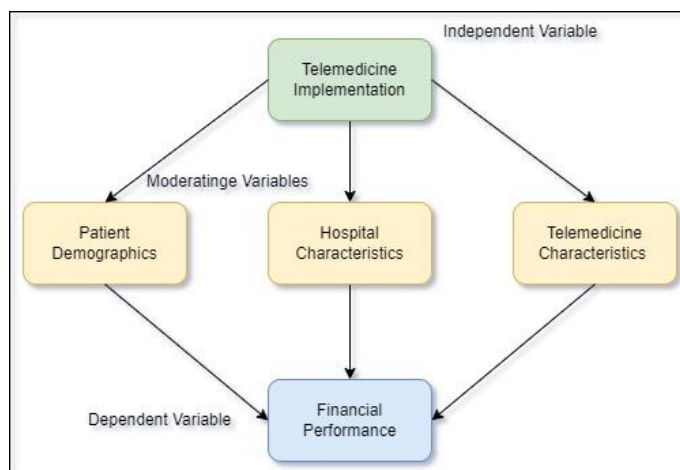 Independent Variable
Telemedicine
Implementation
Moderatinge Variables
Patient
Demographics
Hospital
Characteristics
Telemedicine
Characteristics
Dependent Variable
Financial
Performance